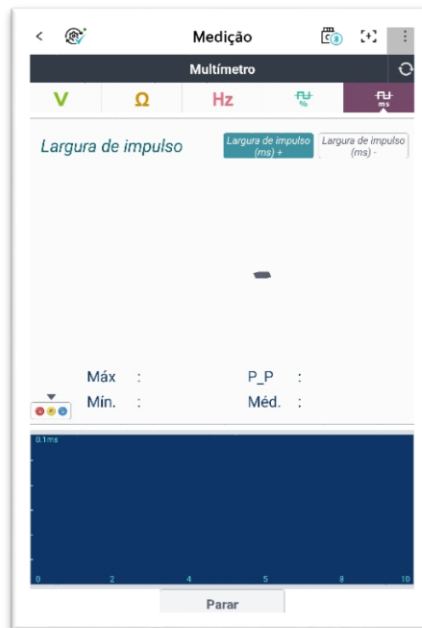 Medição
Multímetro
V Ω Hz % ms
Largura de impulso
Largura de impulso (ms) +
Largura de impulso (ms) -
Máx : P_P :
Mín. : Méd. :
0.1ms
0 2 4 5 8 10
Parar